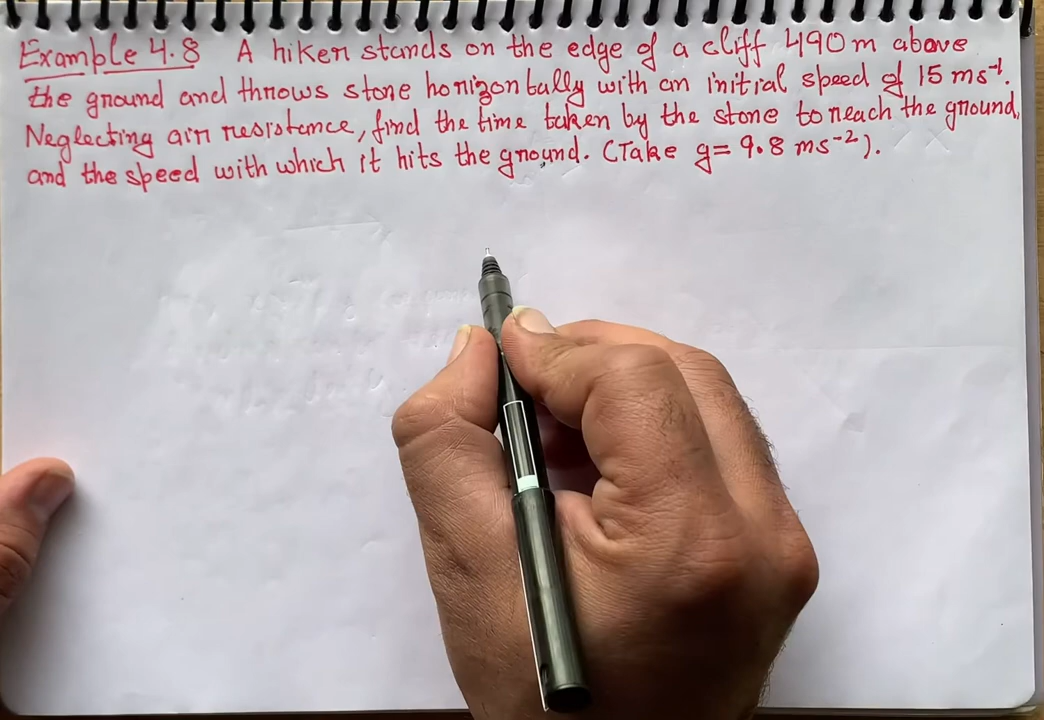 Example 4.8 A hiker stands on the edge of a cliff 490 m above
the ground and throws stone horizontally with an initial speed of 15 ms⁻¹.
Neglecting air resistance, find the time taken by the stone to reach the ground,
and the speed with which it hits the ground. (Take g = 9.8 ms⁻²).